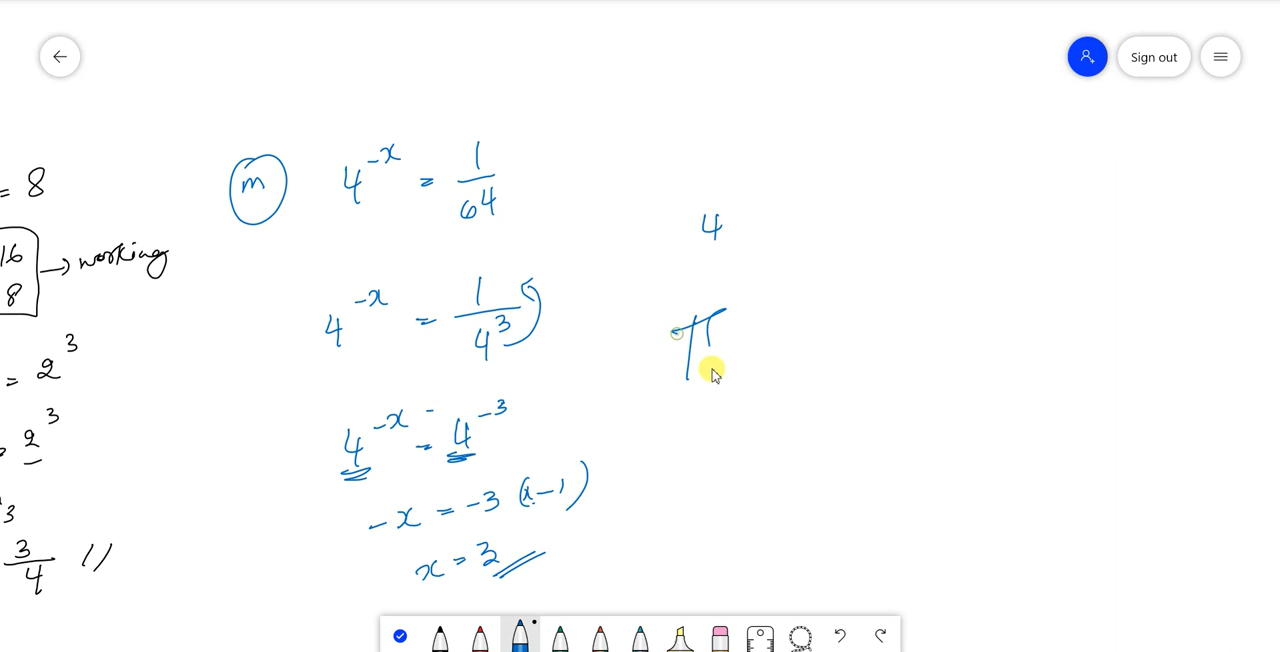 Sign out
= 8
16
8
→ working
= 2^3
2^3
3
3/4 //
m
4^-x = 1/64
4^-x = 1/4^3
4^-x = 4^-3
-x = -3 (x-1)
x = 3
4